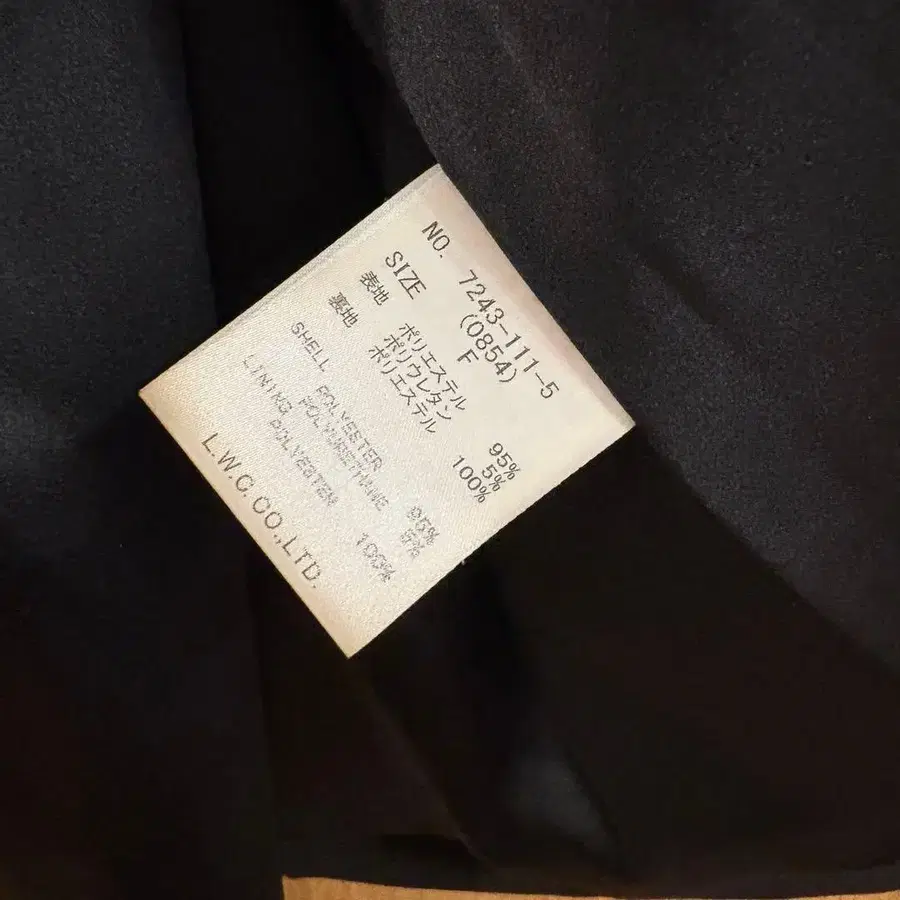 NO. 7243-111-5
(0854)
SIZE F
表地 ポリエステル 95%
ポリウレタン 5%
裏地 ポリエステル 100%
SHELL POLYESTER 95%
POLYURETHANE 5%
LINING POLYESTER 100%
L.W.C.CO.,LTD.